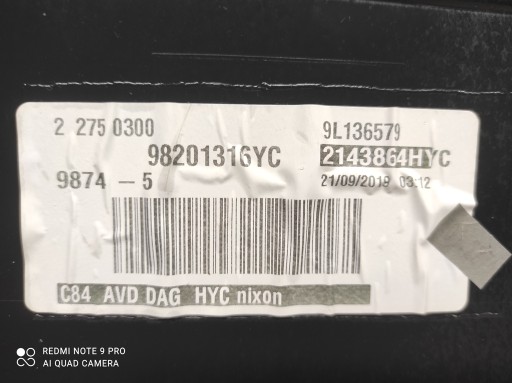 2 275 0300
9L136579
98201316YC
2143864HYC
9874 - 5
21/09/2019 03:12
C84 AVD DAG HYC nixon
REDMI NOTE 9 PRO
AI QUAD CAMERA